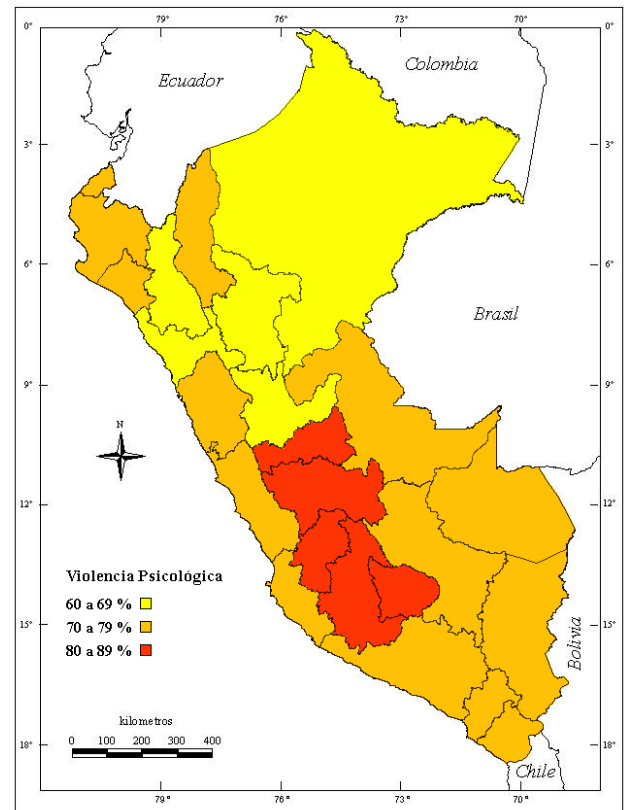 79° 76° 73° 70°
0° 0°
Ecuador
Colombia
3° 3°
6° 6°
Brasil
9° 9°
N
12° 12°
Violencia Psicológica
60 a 69 %
70 a 79 %
80 a 89 %
15° 15°
Bolivia
kilometros
0 100 200 300 400
18° 18°
Chile
79° 76° 73° 70°